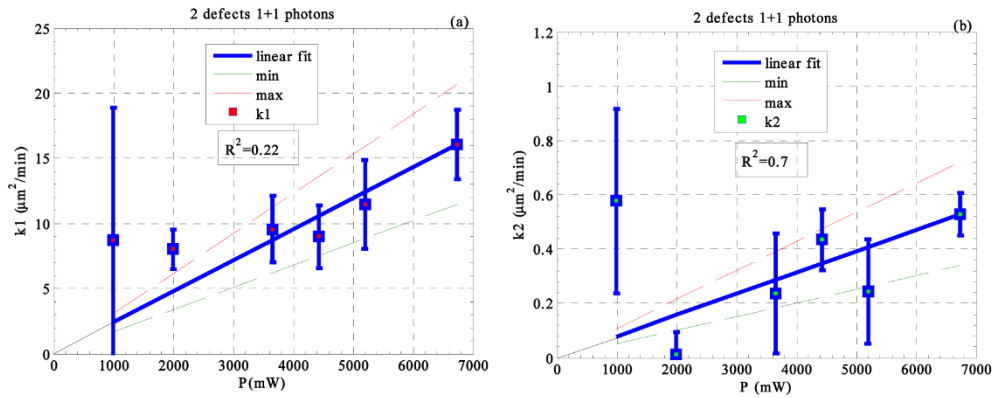 2 defects 1+1 photons
(a)
25
20
15
10
5
0
k1 (μm²/min)
linear fit
min
max
k1
R²=0.22
0 1000 2000 3000 4000 5000 6000 7000
P(mW)
2 defects 1+1 photons
(b)
1.2
1
0.8
0.6
0.4
0.2
0
k2 (μm²/min)
linear fit
min
max
k2
R²=0.7
0 1000 2000 3000 4000 5000 6000 7000
P (mW)